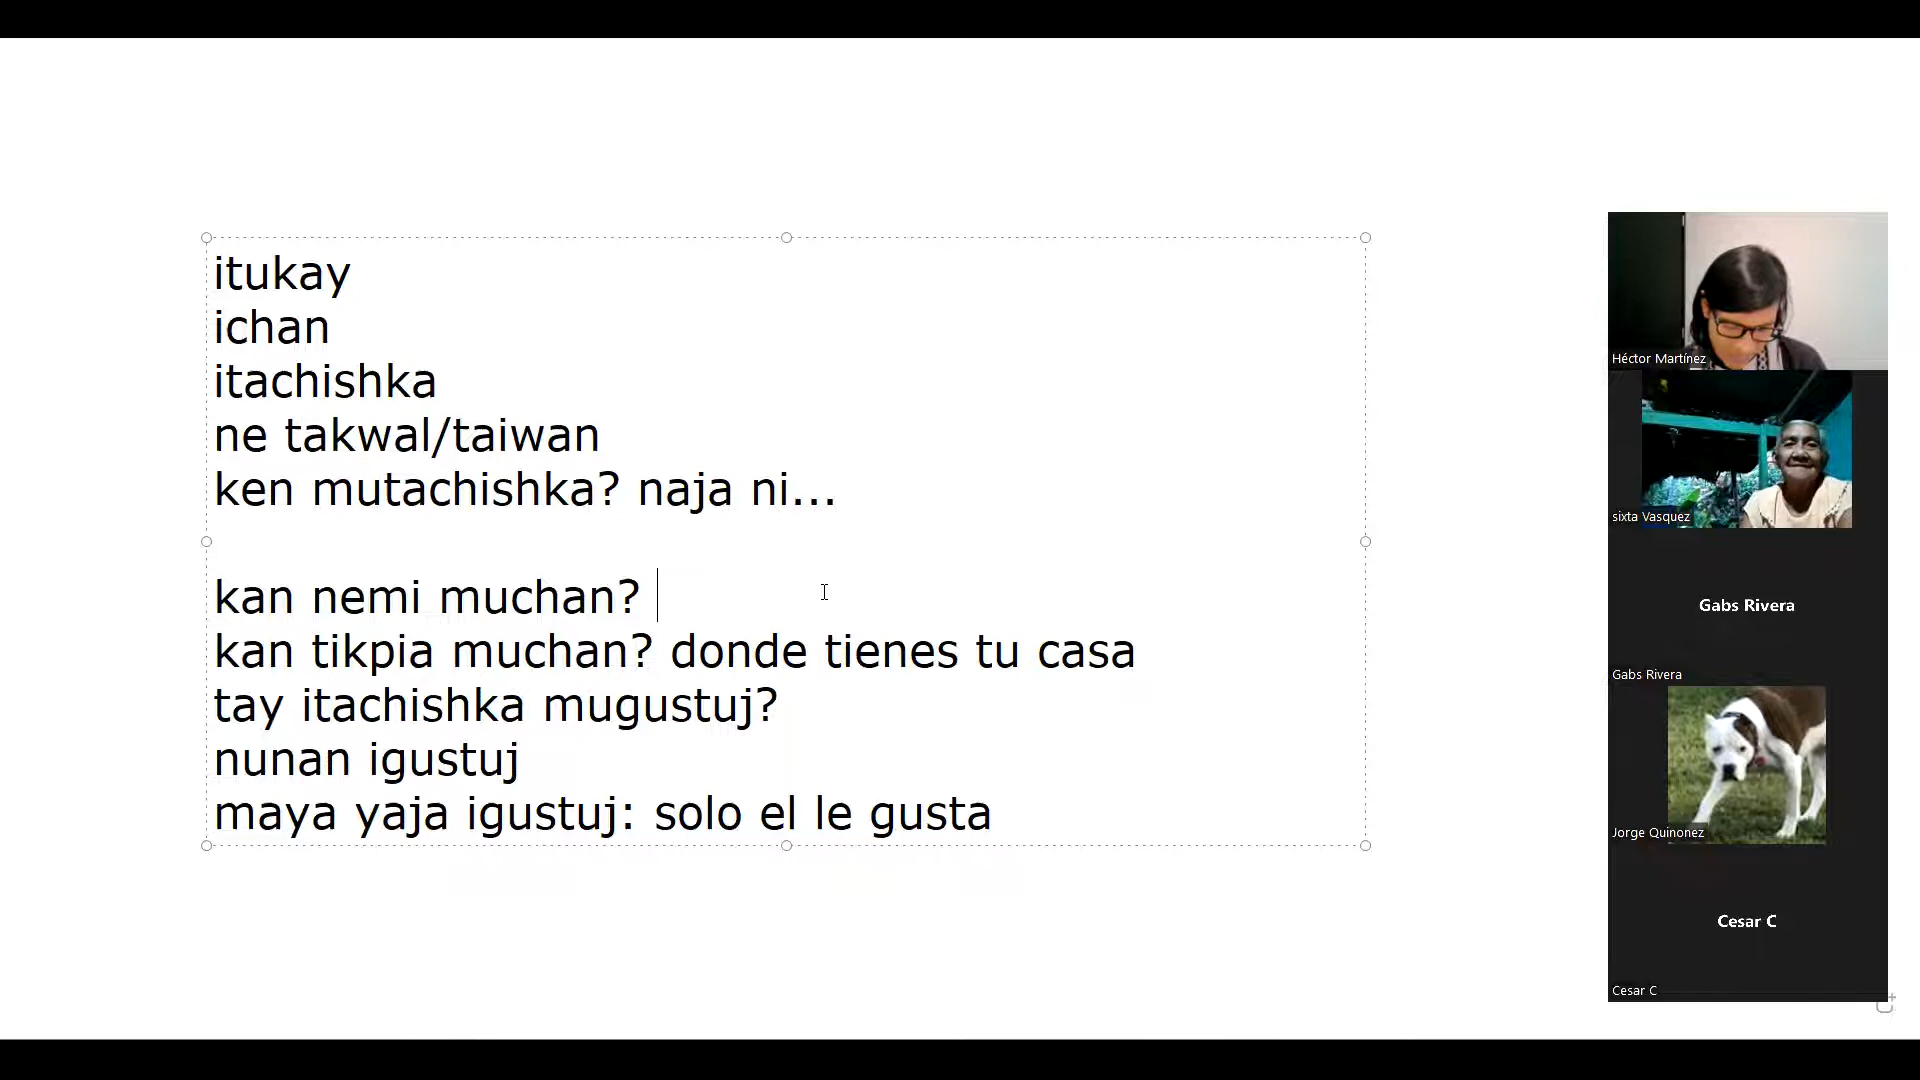 itukay
ichan
itachishka
ne takwal/taiwan
ken mutachishka? naja ni...
kan nemi muchan?
kan tikpia muchan? donde tienes tu casa
tay itachishka mugustuj?
nunan igustuj
maya yaja igustuj: solo el le gusta
Héctor Martínez
sixta Vasquez
Gabs Rivera
Gabs Rivera
Jorge Quinonez
Cesar C
Cesar C